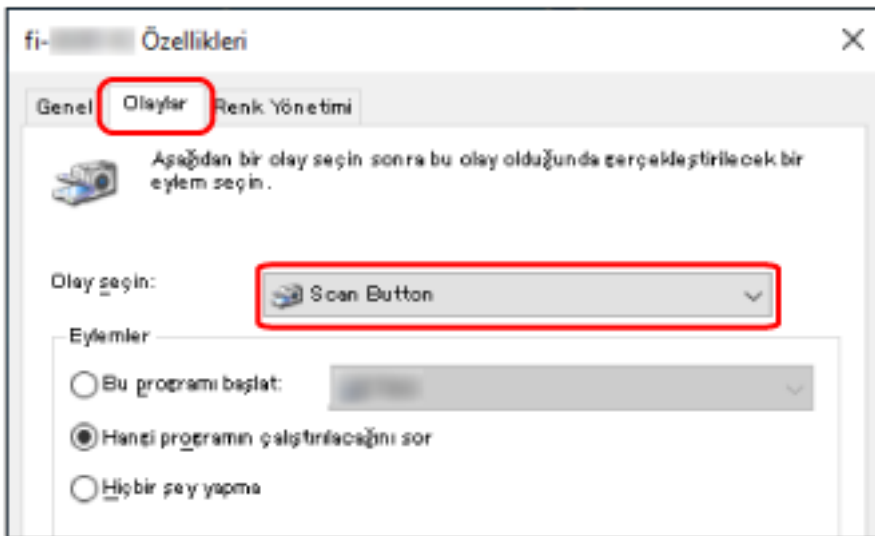 fi- Özellikleri
Genel Olaylar Renk Yönetimi
Aşağıdan bir olay seçin sonra bu olay olduğunda gerçekleştirilecek bir
eylem seçin.
Olay seçin:
Scan Button
Eylemler
Bu programı başlat:
Hangi programın çalıştırılacağını sor
Hiçbir şey yapma